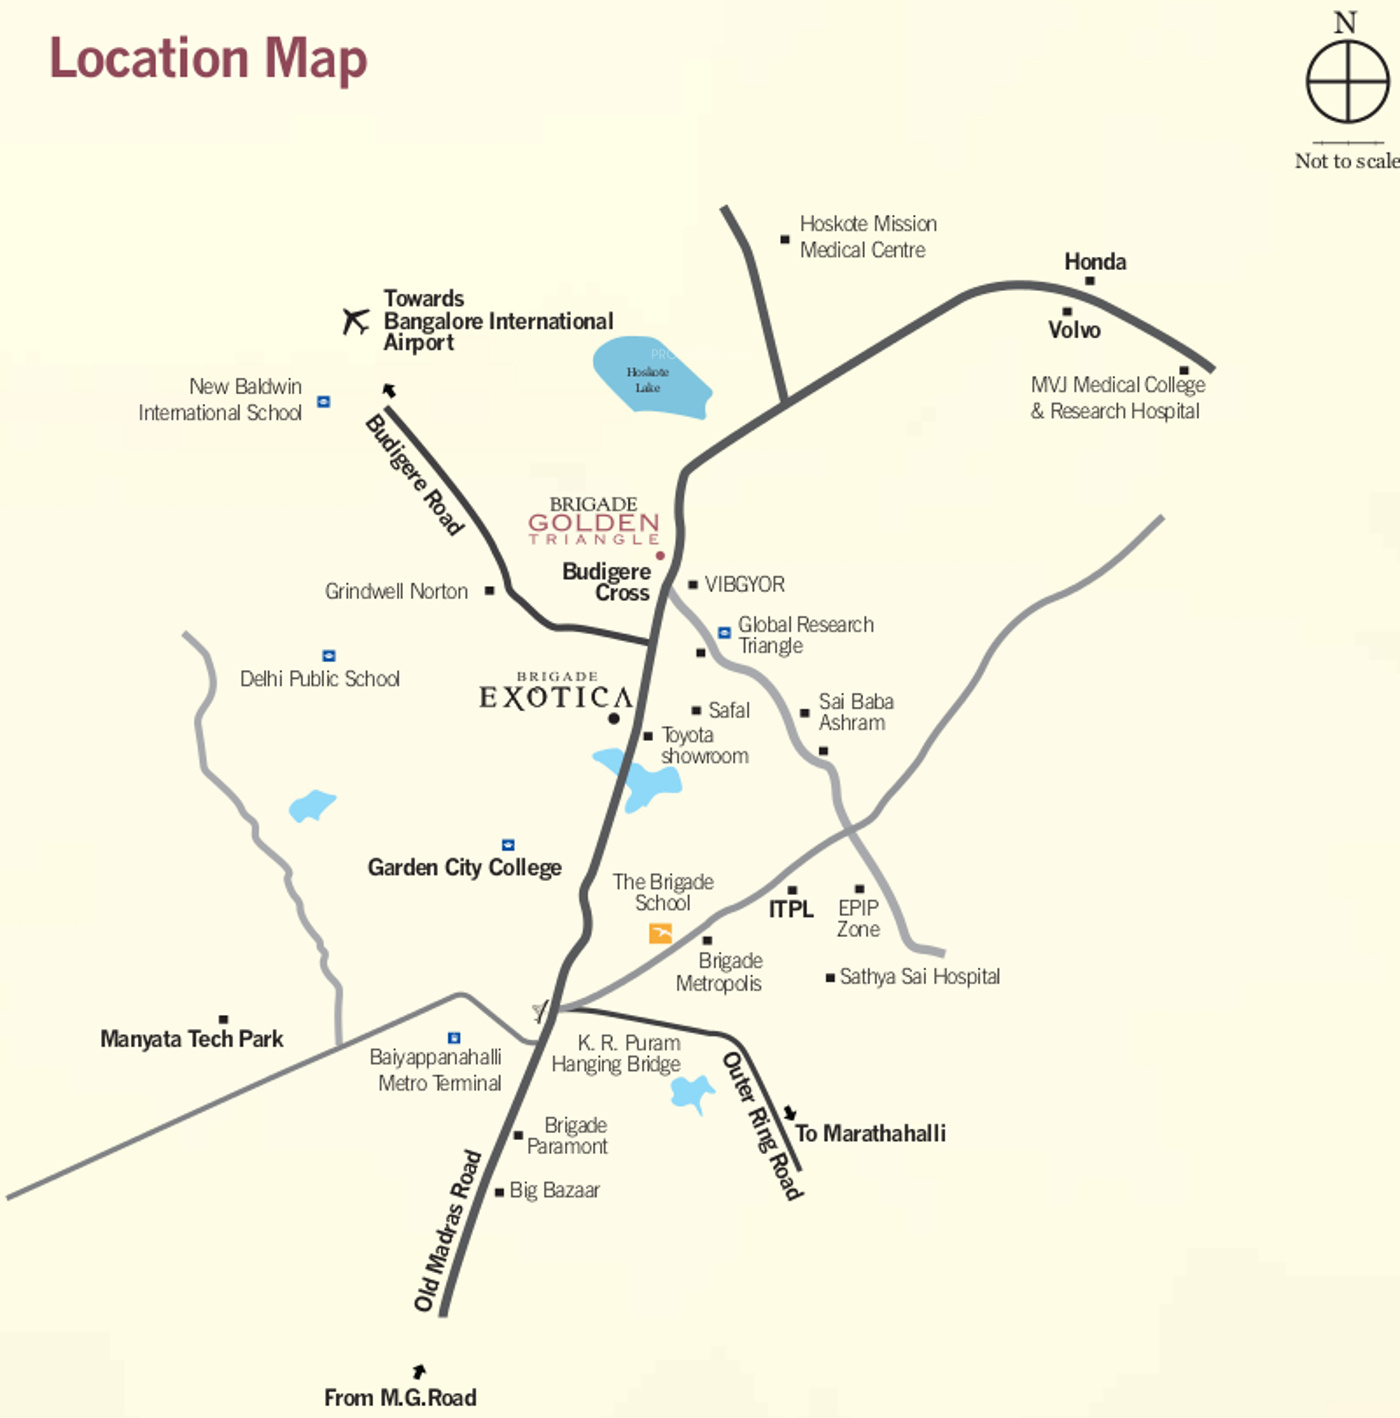 Location Map
N
Not to scale
Hoskote Mission
Medical Centre
Honda
Volvo
MVJ Medical College
& Research Hospital
Towards
Bangalore International
Airport
New Baldwin
International School
Budigere Road
PRO
Hoskote
Lake
BRIGADE
GOLDEN
TRIANGLE
Budigere
Cross
VIBGYOR
Grindwell Norton
Global Research
Triangle
Delhi Public School
BRIGADE
EXOTICA
Safal
Toyota
showroom
Sai Baba
Ashram
Garden City College
The Brigade
School
ITPL
EPIP
Zone
Brigade
Metropolis
Sathya Sai Hospital
Manyata Tech Park
Baiyappanahalli
Metro Terminal
K. R. Puram
Hanging Bridge
Outer Ring Road
To Marathahalli
Brigade
Paramont
Big Bazaar
Old Madras Road
From M.G.Road